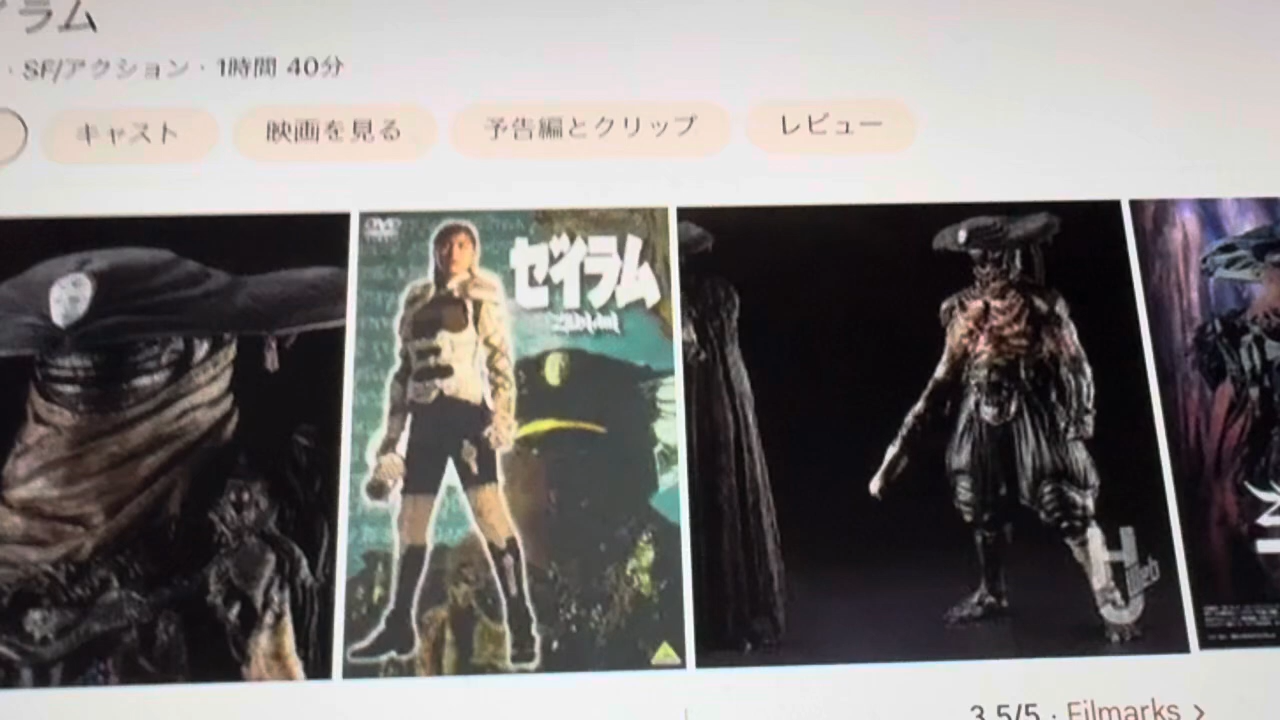 イラム
· SF/アクション · 1時間 40分
キャスト
映画を見る
予告編とクリップ
レビュー
DVD
ゼイラム
H
Web
3.5/5 · Filmarks >